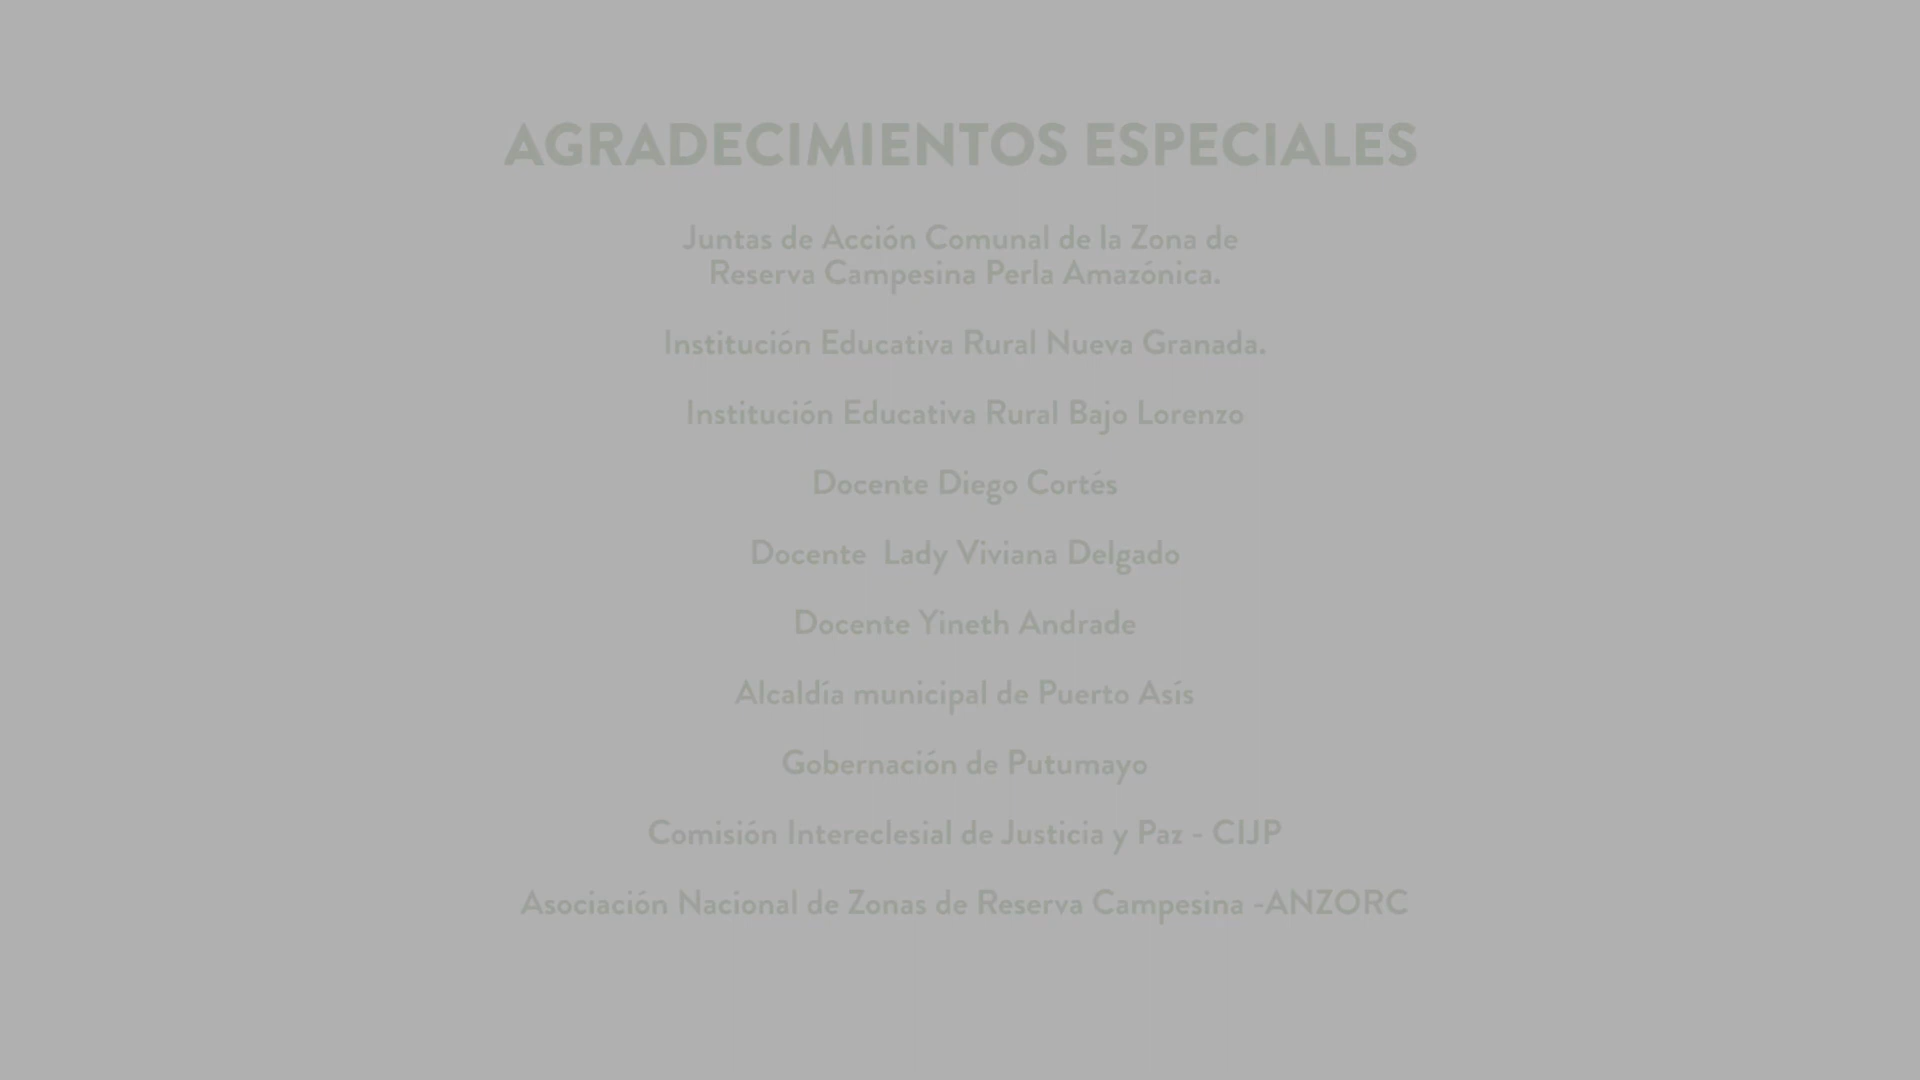 AGRADECIMIENTOS ESPECIALES
Juntas de Acción Comunal de la Zona de
Reserva Campesina Perla Amazónica.
Institución Educativa Rural Nueva Granada.
Institución Educativa Rural Bajo Lorenzo
Docente Diego Cortés
Docente  Lady Viviana Delgado
Docente Yineth Andrade
Alcaldía municipal de Puerto Asís
Gobernación de Putumayo
Comisión Intereclesial de Justicia y Paz - CIJP
Asociación Nacional de Zonas de Reserva Campesina -ANZORC